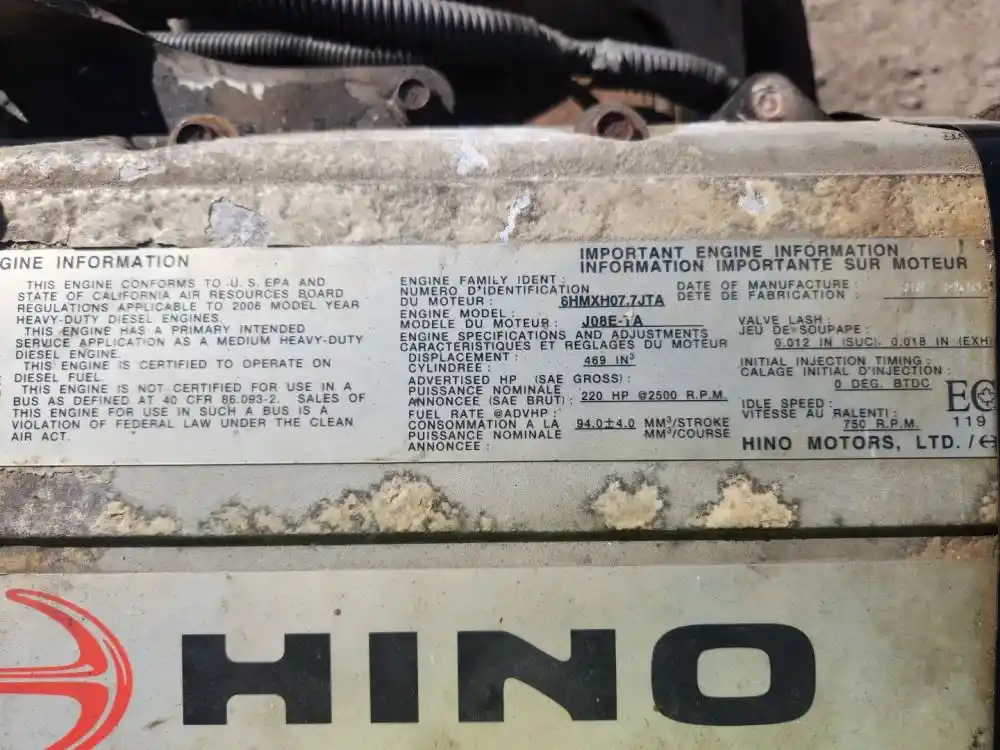 GINE INFORMATION
THIS ENGINE CONFORMS TO U.S. EPA AND
STATE OF CALIFORNIA AIR RESOURCES BOARD
REGULATIONS APPLICABLE TO 2006 MODEL YEAR
HEAVY-DUTY DIESEL ENGINES.
THIS ENGINE HAS A PRIMARY INTENDED
SERVICE APPLICATION AS A MEDIUM HEAVY-DUTY
DIESEL ENGINE.
THIS ENGINE IS CERTIFIED TO OPERATE ON
DIESEL FUEL.
THIS ENGINE IS NOT CERTIFIED FOR USE IN A
BUS AS DEFINED AT 40 CFR 86.093-2. SALES OF
THIS ENGINE FOR USE IN SUCH A BUS IS A
VIOLATION OF FEDERAL LAW UNDER THE CLEAN
AIR ACT.
IMPORTANT ENGINE INFORMATION
INFORMATION IMPORTANTE SUR MOTEUR
ENGINE FAMILY IDENT.:
NUMERO D'IDENTIFICATION
DU MOTEUR : 6HMXH07.7JTA
ENGINE MODEL :
MODELE DU MOTEUR : J08E-TA
ENGINE SPECIFICATIONS AND ADJUSTMENTS
CARACTERISTIQUES ET REGLAGES DU MOTEUR
DISPLACEMENT :
CYLINDREE : 469 IN³
ADVERTISED HP (SAE GROSS) :
PUISSANCE NOMINALE
ANNONCEE (SAE BRUT) : 220 HP @2500 R.P.M.
FUEL RATE @ADVHP :
CONSOMMATION A LA 94.0±4.0 MM³/STROKE
PUISSANCE NOMINALE MM³/COURSE
ANNONCEE :
DATE OF MANUFACTURE :
DETE DE FABRICATION :
VALVE LASH :
JEU DE SOUPAPE :
0.012 IN (SUC). 0.018 IN (EXH)
INITIAL INJECTION TIMING :
CALAGE INITIAL D'INJECTION :
0 DEG. BTDC
IDLE SPEED :
VITESSE AU RALENTI :
750 R.P.M.
EC
119
HINO MOTORS, LTD. /
HINO